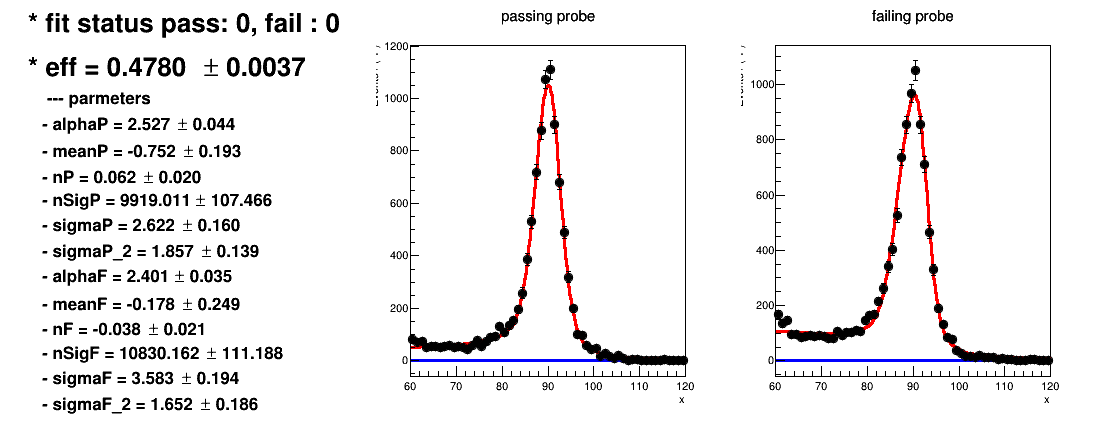 * fit status pass: 0, fail : 0
* eff = 0.4780 ± 0.0037
--- parmeters
- alphaP = 2.527 ± 0.044
- meanP = -0.752 ± 0.193
- nP = 0.062 ± 0.020
- nSigP = 9919.011 ± 107.466
- sigmaP = 2.622 ± 0.160
- sigmaP_2 = 1.857 ± 0.139
- alphaF = 2.401 ± 0.035
- meanF = -0.178 ± 0.249
- nF = -0.038 ± 0.021
- nSigF = 10830.162 ± 111.188
- sigmaF = 3.583 ± 0.194
- sigmaF_2 = 1.652 ± 0.186
passing probe
1200
1000
800
600
400
200
0
60 70 80 90 100 110 120
x
failing probe
1000
800
600
400
200
0
60 70 80 90 100 110 120
x